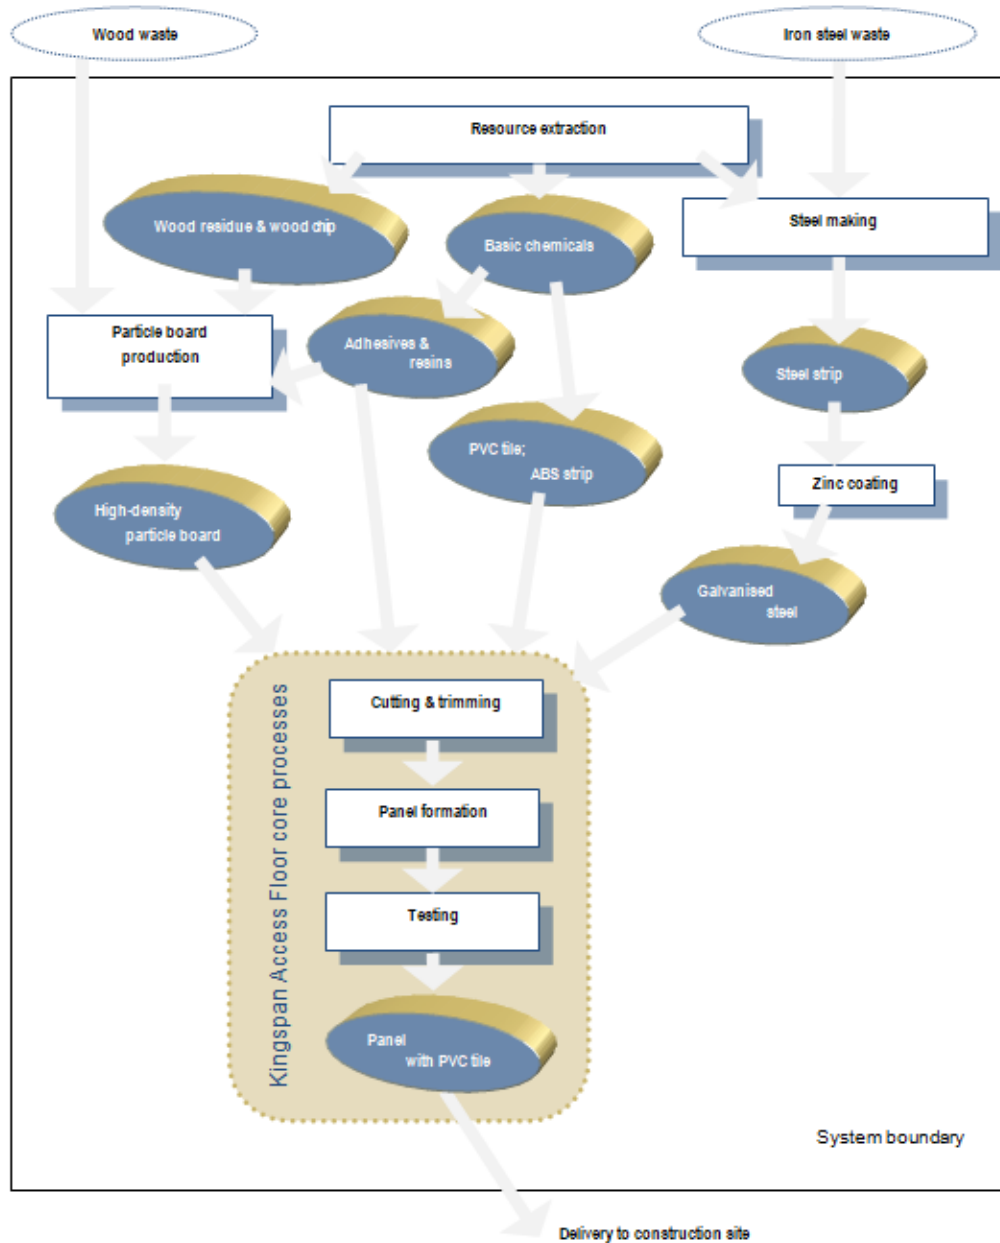 Wood waste
Iron steel waste
Resource extraction
Wood residue & wood chip
Basic chemicals
Steel making
Particle board
production
Adhesives &
resins
Steel strip
PVC tile;
ABS strip
Zinc coating
High-density
particle board
Galvanised
steel
Kingspan Access Floor core processes
Cutting & trimming
Panel formation
Testing
Panel
with PVC tile
System boundary
Delivery to construction site